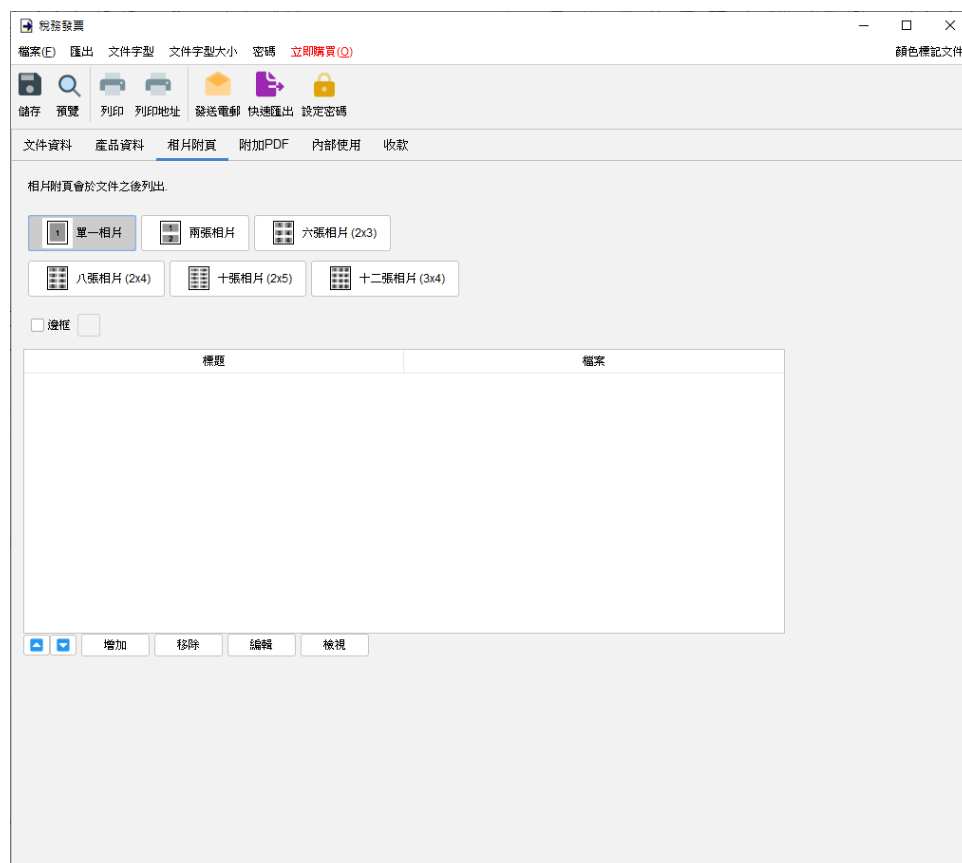 稅務發票
檔案(F) 匯出 文件字型 文件字型大小 密碼 立即購買(O) 顏色標記文件
儲存 預覽 列印 列印地址 發送電郵 快速匯出 設定密碼
文件資料 產品資料 相片附頁 附加PDF 內部使用 收款
相片附頁會於文件之後列出.
1 單一相片 1 2 兩張相片 六張相片 (2x3)
八張相片 (2x4) 十張相片 (2x5) 十二張相片 (3x4)
邊框
標題 檔案
增加 移除 編輯 檢視